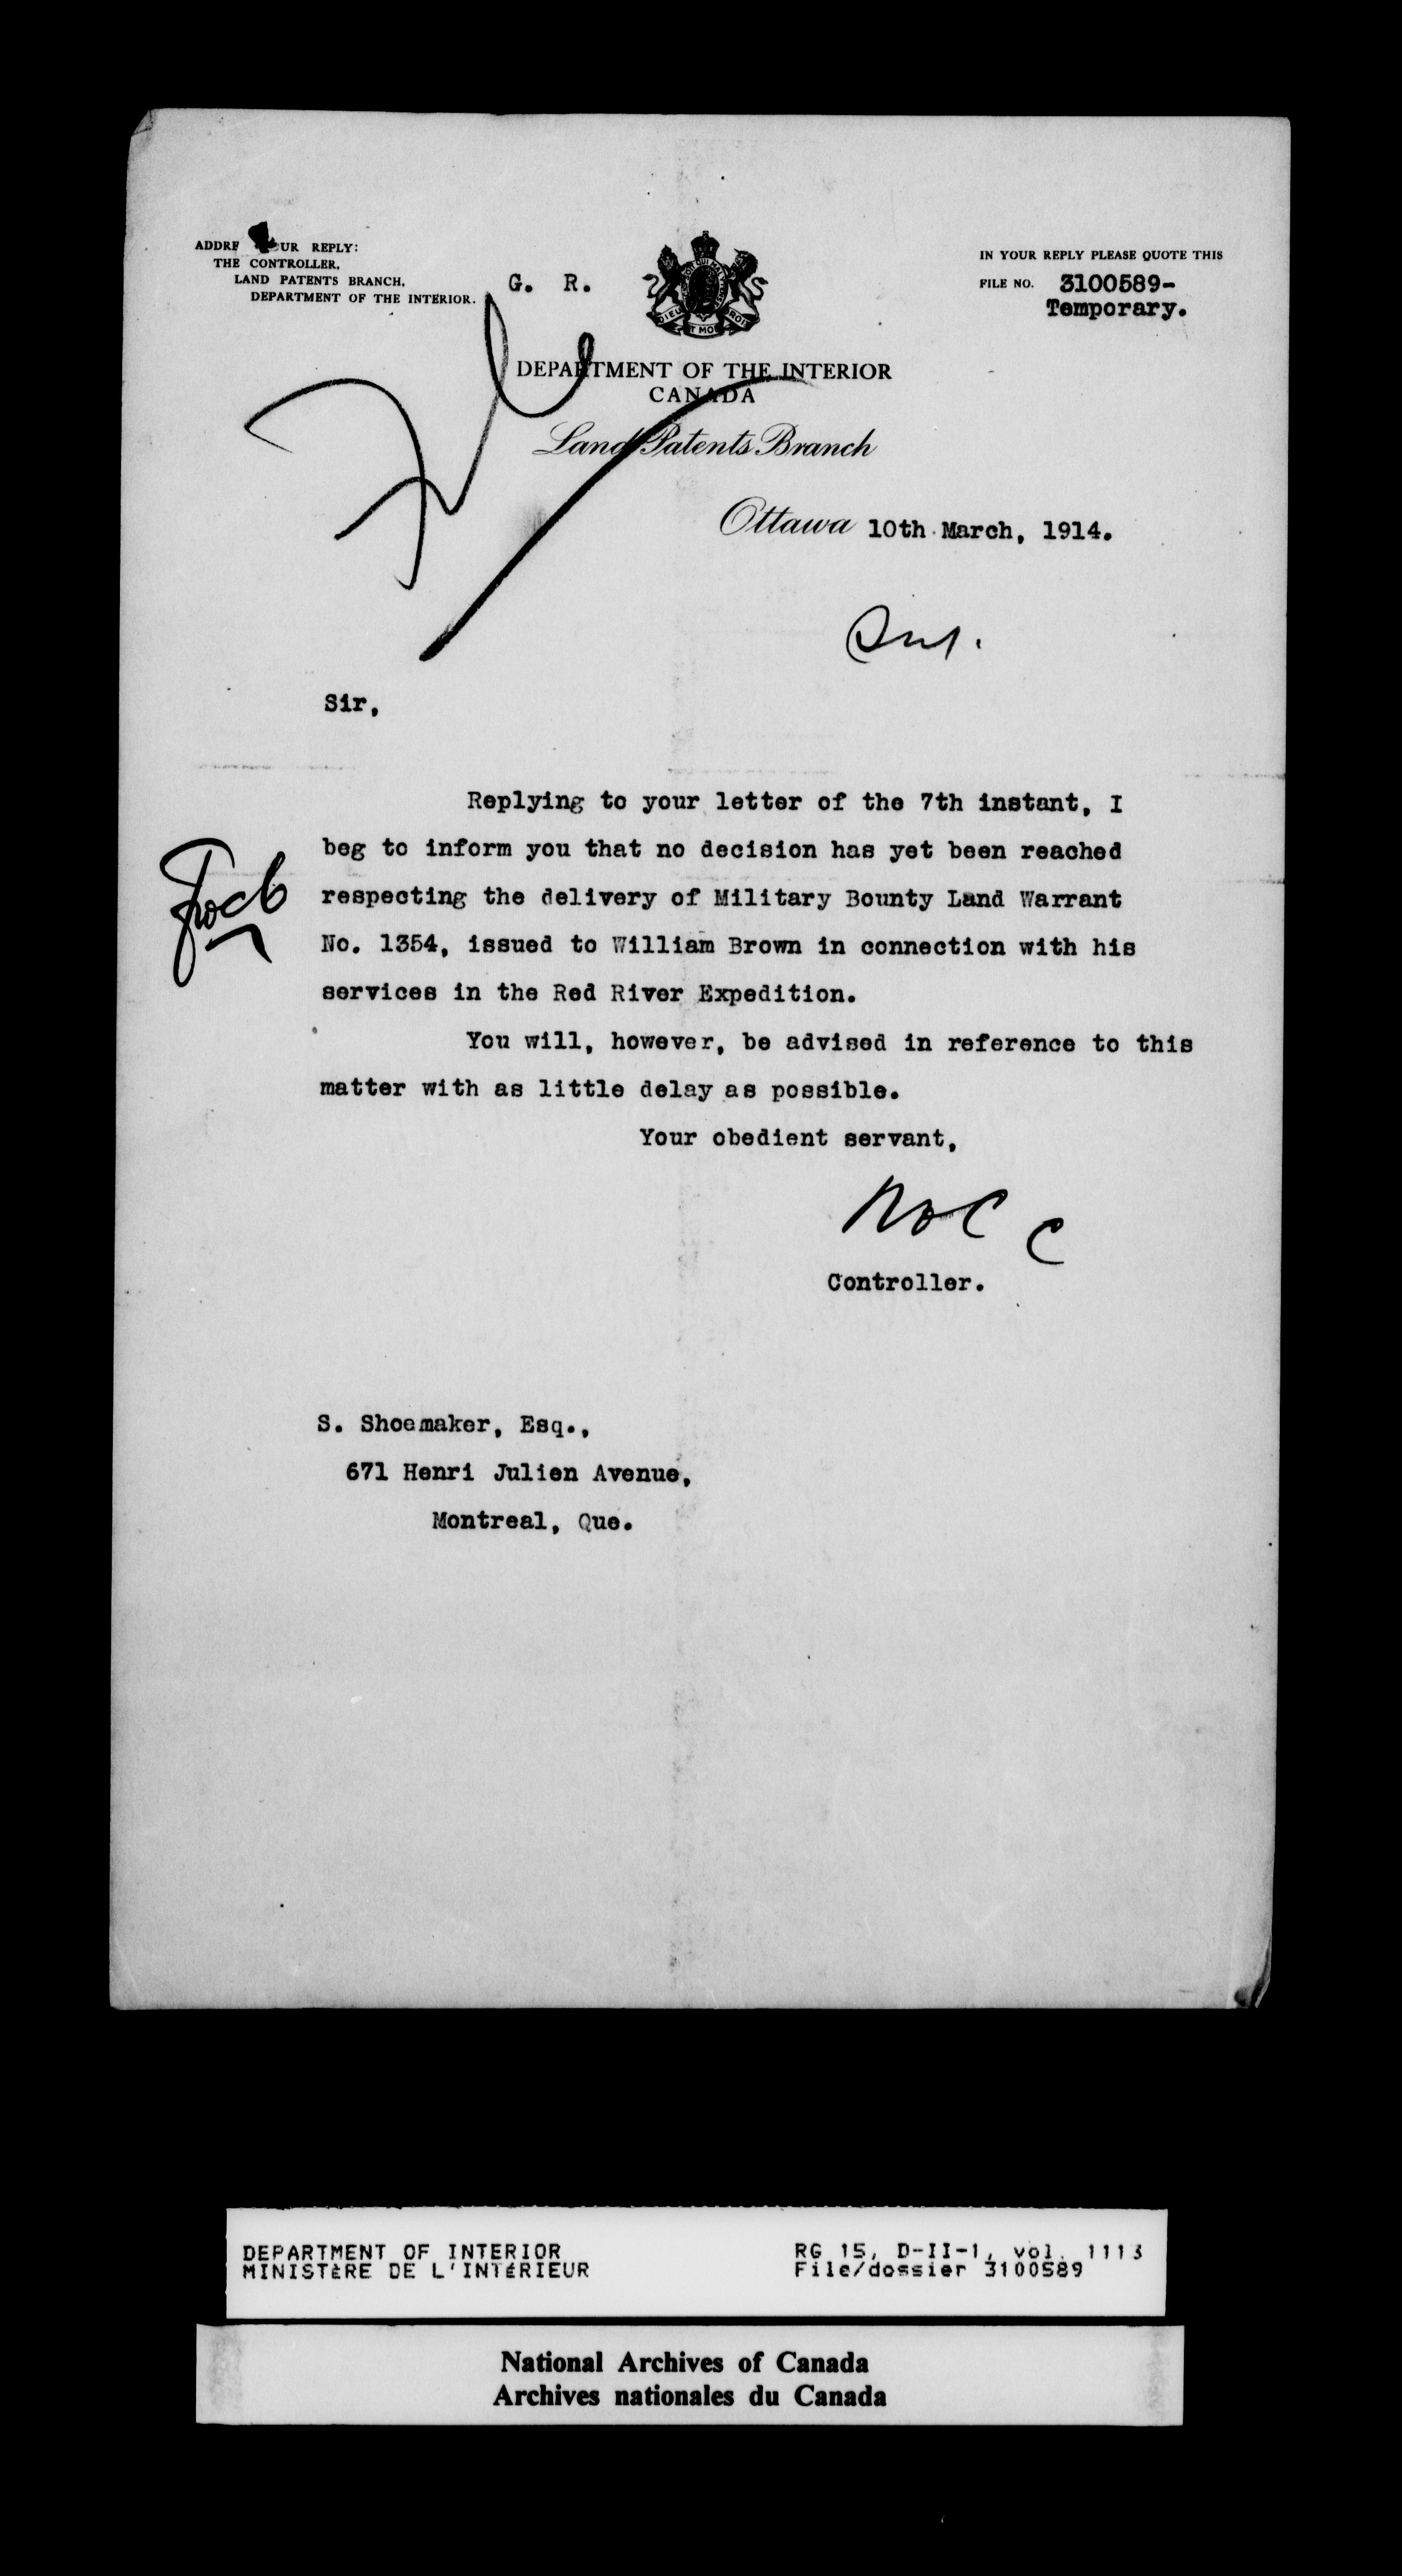 ADDRE UR REPLY:
THE CONTROLLER,
LAND PATENTS BRANCH,
DEPARTMENT OF THE INTERIOR.
G. R.
IN YOUR REPLY PLEASE QUOTE THIS
FILE NO. 3100589-
Temporary.
DEPARTMENT OF THE INTERIOR
CANADA
Land Patents Branch
Ottawa 10th March, 1914.
File
Sir,
Replying to your letter of the 7th instant, I
beg to inform you that no decision has yet been reached
respecting the delivery of Military Bounty Land Warrant
No. 1354, issued to William Brown in connection with his
services in the Red River Expedition.
You will, however, be advised in reference to this
matter with as little delay as possible.
Your obedient servant,
Controller.
S. Shoemaker, Esq.,
671 Henri Julien Avenue,
Montreal, Que.
DEPARTMENT OF INTERIOR
MINISTÈRE DE L'INTÉRIEUR
RG 15, D-II-1, vol. 1113
File/dossier 3100589
National Archives of Canada
Archives nationales du Canada